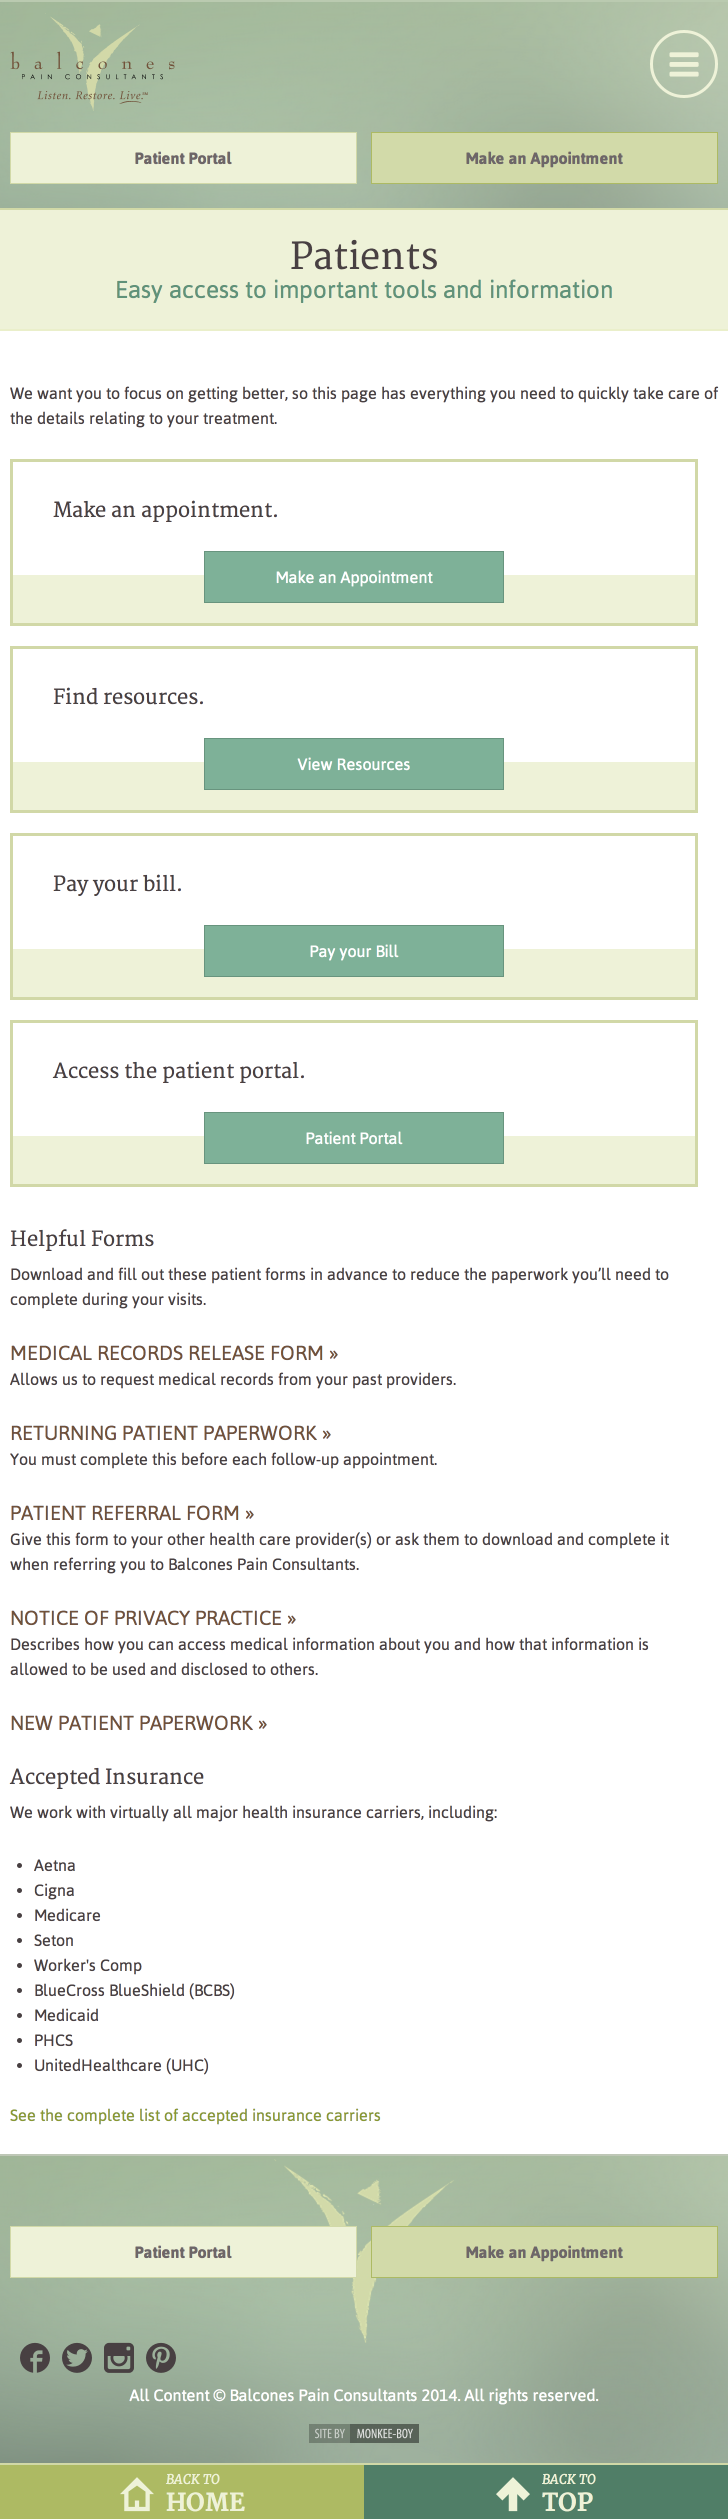 balcones
PAIN CONSULTANTS
Listen. Restore. Live.™
Patient Portal
Make an Appointment
Patients
Easy access to important tools and information
We want you to focus on getting better, so this page has everything you need to quickly take care of
the details relating to your treatment.
Make an appointment.
Make an Appointment
Find resources.
View Resources
Pay your bill.
Pay your Bill
Access the patient portal.
Patient Portal
Helpful Forms
Download and fill out these patient forms in advance to reduce the paperwork you’ll need to
complete during your visits.
MEDICAL RECORDS RELEASE FORM »
Allows us to request medical records from your past providers.
RETURNING PATIENT PAPERWORK »
You must complete this before each follow-up appointment.
PATIENT REFERRAL FORM »
Give this form to your other health care provider(s) or ask them to download and complete it
when referring you to Balcones Pain Consultants.
NOTICE OF PRIVACY PRACTICE »
Describes how you can access medical information about you and how that information is
allowed to be used and disclosed to others.
NEW PATIENT PAPERWORK »
Accepted Insurance
We work with virtually all major health insurance carriers, including:
• Aetna
• Cigna
• Medicare
• Seton
• Worker's Comp
• BlueCross BlueShield (BCBS)
• Medicaid
• PHCS
• UnitedHealthcare (UHC)
See the complete list of accepted insurance carriers
Patient Portal
Make an Appointment
All Content © Balcones Pain Consultants 2014. All rights reserved.
SITE BY MONKEE-BOY
BACK TO
HOME
BACK TO
TOP